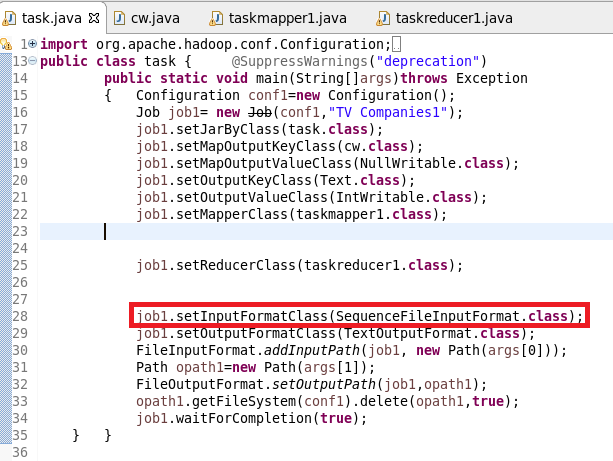 task.java cw.java taskmapper1.java taskreducer1.java
1 import org.apache.hadoop.conf.Configuration;
13 public class task {     @SuppressWarnings("deprecation")
14 public static void main(String[]args)throws Exception
15 {   Configuration conf1=new Configuration();
16 Job job1= new Job(conf1,"TV Companies1");
17 job1.setJarByClass(task.class);
18 job1.setMapOutputKeyClass(cw.class);
19 job1.setMapOutputValueClass(NullWritable.class);
20 job1.setOutputKeyClass(Text.class);
21 job1.setOutputValueClass(IntWritable.class);
22 job1.setMapperClass(taskmapper1.class);
23
24
25 job1.setReducerClass(taskreducer1.class);
26
27
28 job1.setInputFormatClass(SequenceFileInputFormat.class);
29 job1.setOutputFormatClass(TextOutputFormat.class);
30 FileInputFormat.addInputPath(job1, new Path(args[0]));
31 Path opath1=new Path(args[1]);
32 FileOutputFormat.setOutputPath(job1,opath1);
33 opath1.getFileSystem(conf1).delete(opath1,true);
34 job1.waitForCompletion(true);
35 }   }
36